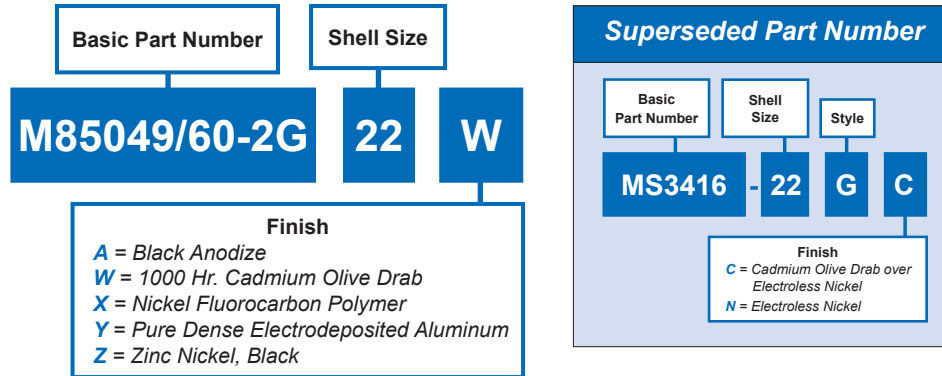 Basic Part Number
Shell Size
M85049/60-2G
22
W
Finish
A = Black Anodize
W = 1000 Hr. Cadmium Olive Drab
X = Nickel Fluorocarbon Polymer
Y = Pure Dense Electrodeposited Aluminum
Z = Zinc Nickel, Black
Superseded Part Number
Basic
Part Number
Shell
Size
Style
MS3416 - 22 G C
Finish
C = Cadmium Olive Drab over
Electroless Nickel
N = Electroless Nickel